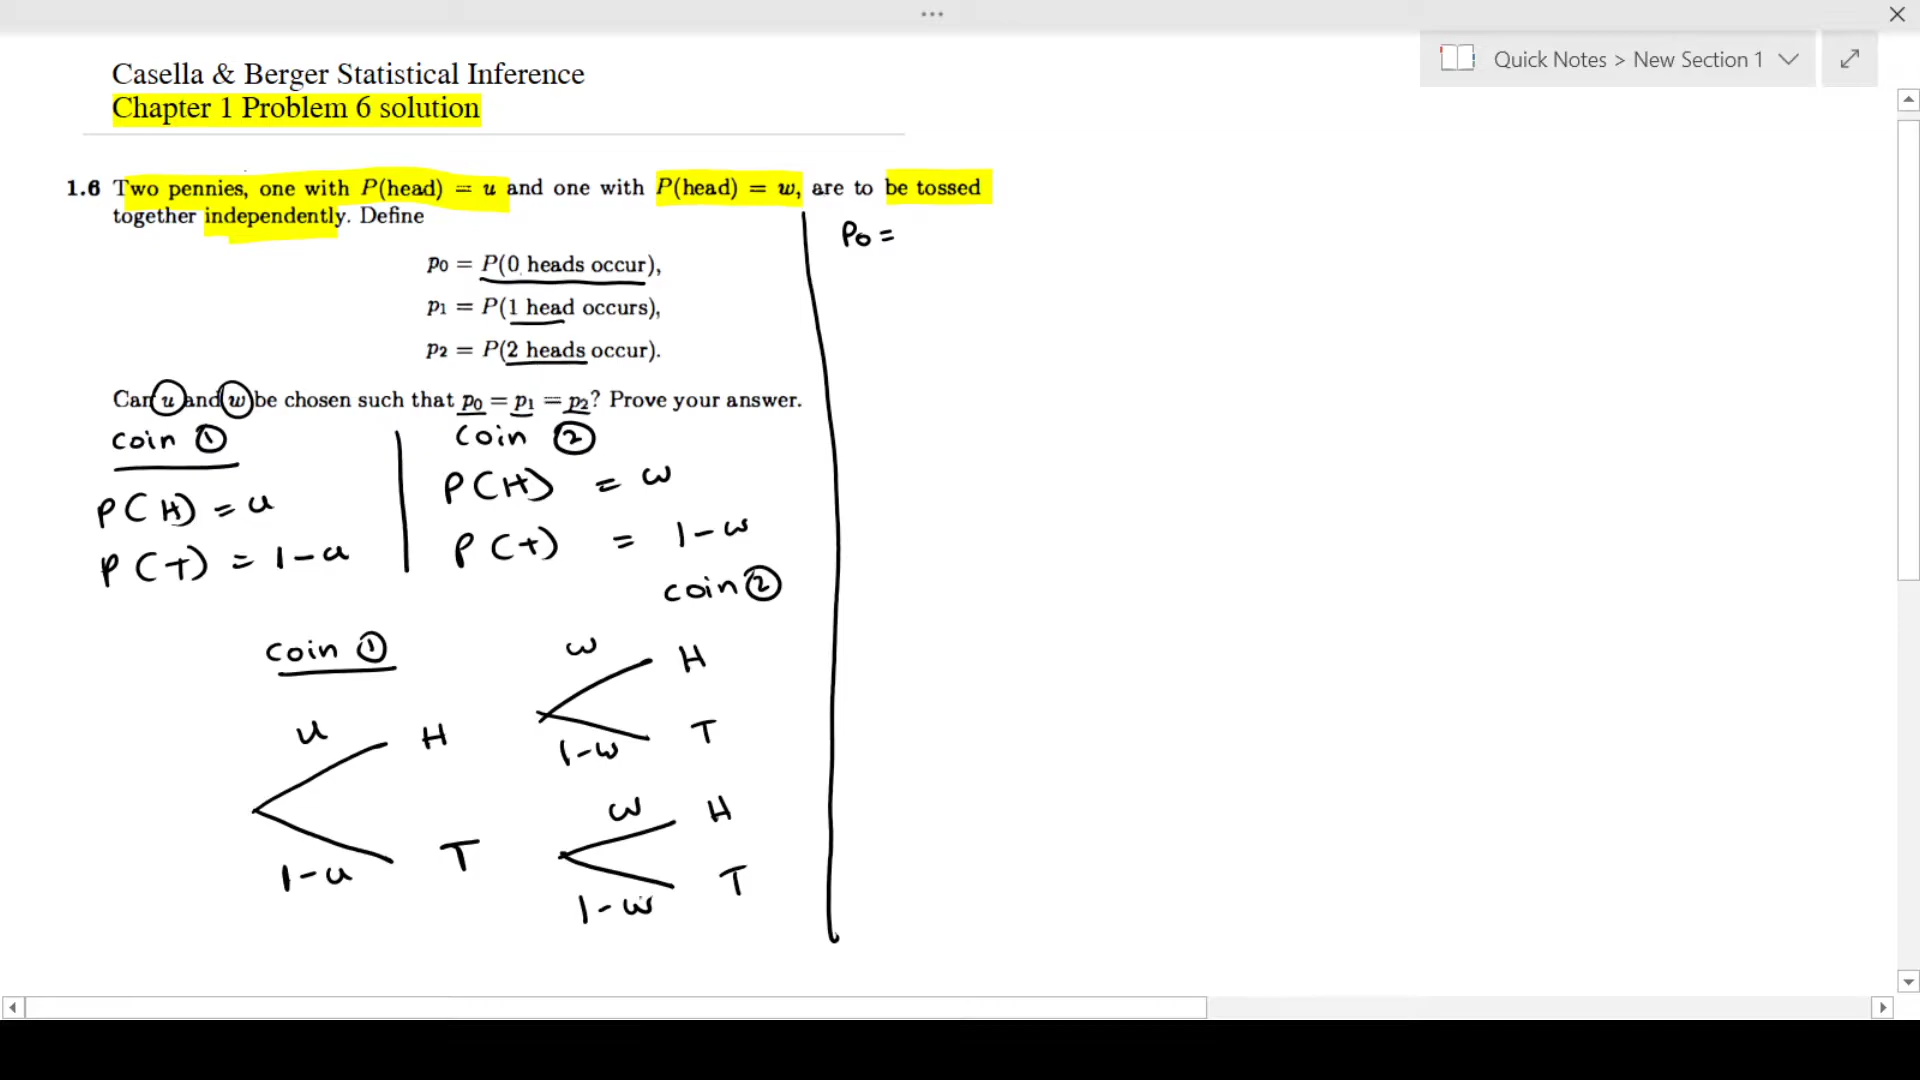 Quick Notes > New Section 1
Casella & Berger Statistical Inference
Chapter 1 Problem 6 solution
1.6 Two pennies, one with P(head) = u and one with P(head) = w, are to be tossed
together independently. Define
p0 = P(0 heads occur),
p1 = P(1 head occurs),
p2 = P(2 heads occur).
Can u and w be chosen such that p0 = p1 = p2? Prove your answer.
P0 =
coin ①
P(H) = u
P(T) = 1-u
coin ②
P(H) = w
P(T) = 1-w
coin ①
u H
1-u T
coin ②
w H
1-w T
w H
1-w T